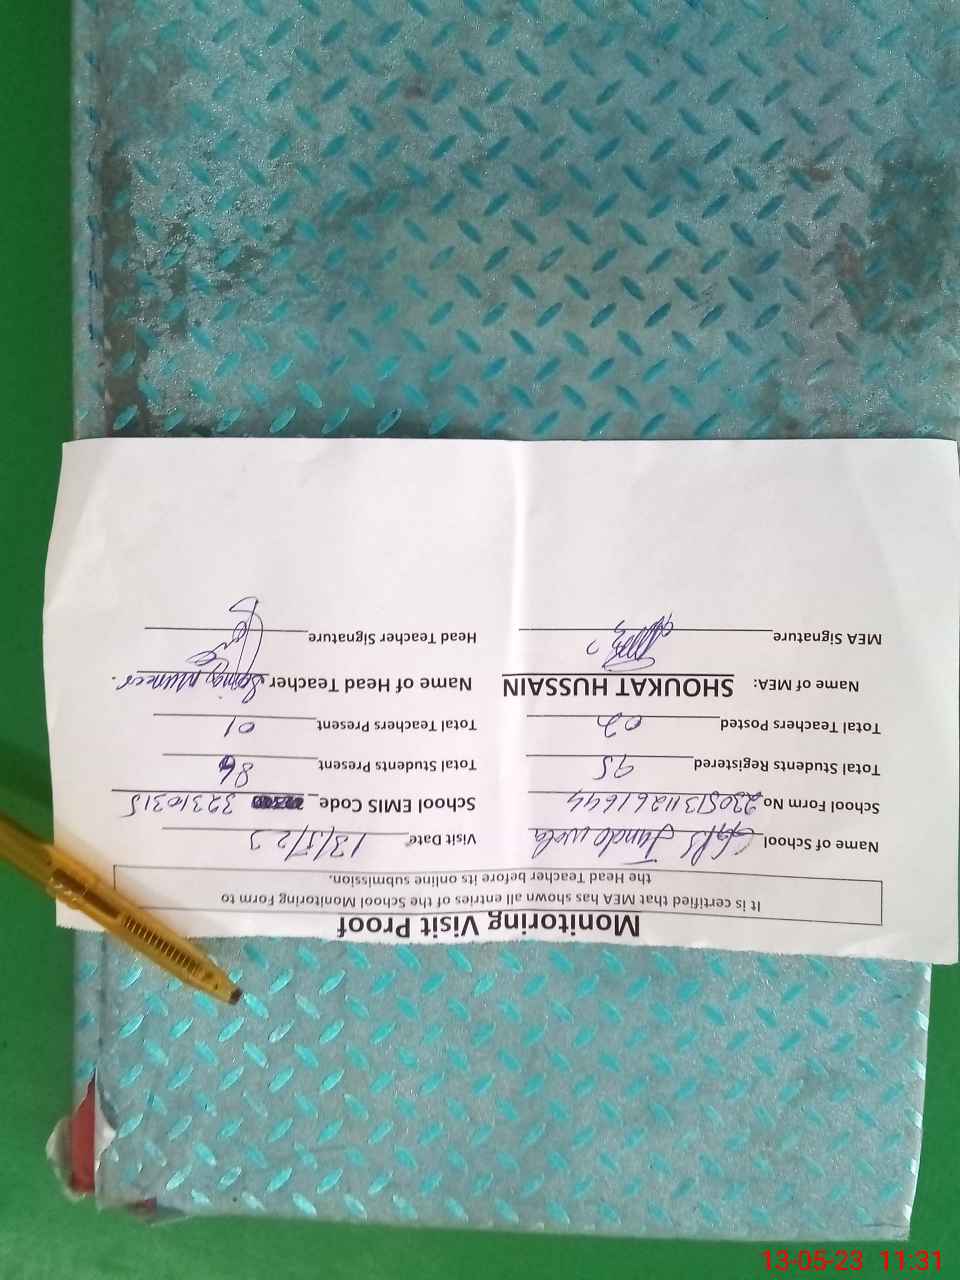 Monitoring Visit Proof
It is certified that MEA has shown all entries of the School Monitoring Form to
the Head Teacher before its online submission.
Name of School GGPS Visit Date 13/5/23
School Form No 23051311261644 School EMIS Code 32310315
Total Students Registered 95 Total Students Present 86
Total Teachers Posted 02 Total Teachers Present 01
Name of MEA: SHOUKAT HUSSAIN Name of Head Teacher Saima
MEA Signature Head Teacher Signature
13-05-23 11:31